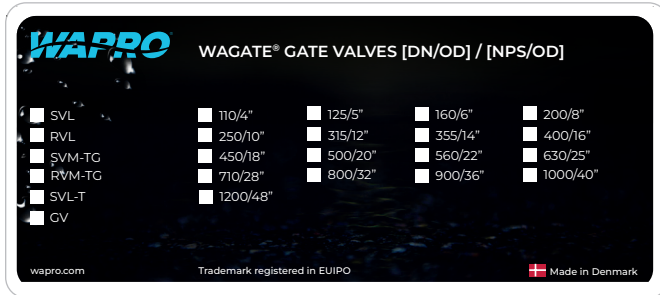 WAPRO WAGATE® GATE VALVES [DN/OD] / [NPS/OD]
SVL 110/4” 125/5” 160/6” 200/8”
RVL 250/10” 315/12” 355/14” 400/16”
SVM-TG 450/18” 500/20” 560/22” 630/25”
RVM-TG 710/28” 800/32” 900/36” 1000/40”
SVL-T 1200/48”
GV
wapro.com Trademark registered in EUIPO Made in Denmark